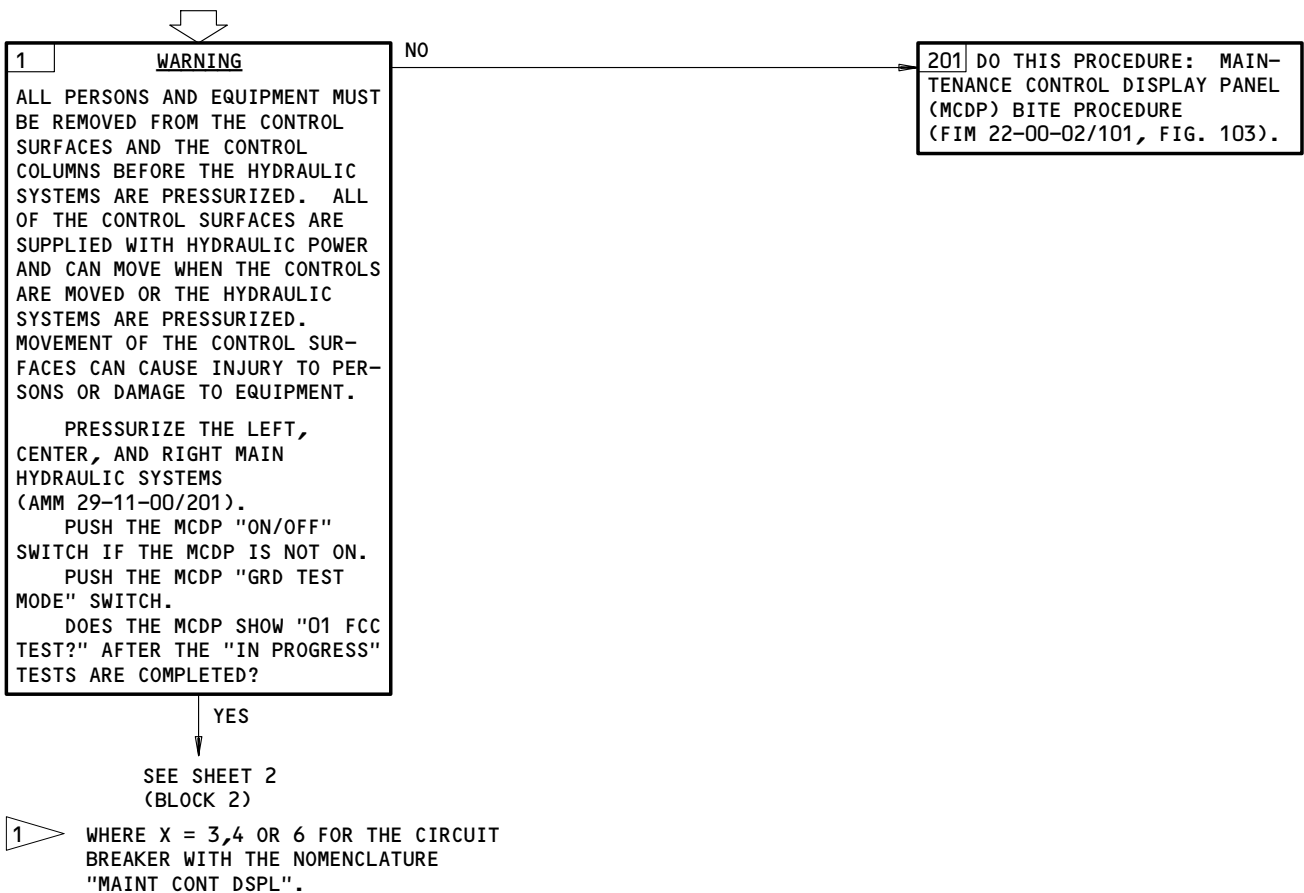 1 WARNING
ALL PERSONS AND EQUIPMENT MUST
BE REMOVED FROM THE CONTROL
SURFACES AND THE CONTROL
COLUMNS BEFORE THE HYDRAULIC
SYSTEMS ARE PRESSURIZED. ALL
OF THE CONTROL SURFACES ARE
SUPPLIED WITH HYDRAULIC POWER
AND CAN MOVE WHEN THE CONTROLS
ARE MOVED OR THE HYDRAULIC
SYSTEMS ARE PRESSURIZED.
MOVEMENT OF THE CONTROL SUR-
FACES CAN CAUSE INJURY TO PER-
SONS OR DAMAGE TO EQUIPMENT.
PRESSURIZE THE LEFT,
CENTER, AND RIGHT MAIN
HYDRAULIC SYSTEMS
(AMM 29-11-00/201).
PUSH THE MCDP "ON/OFF"
SWITCH IF THE MCDP IS NOT ON.
PUSH THE MCDP "GRD TEST
MODE" SWITCH.
DOES THE MCDP SHOW "01 FCC
TEST?" AFTER THE "IN PROGRESS"
TESTS ARE COMPLETED?
NO
201 DO THIS PROCEDURE: MAIN-
TENANCE CONTROL DISPLAY PANEL
(MCDP) BITE PROCEDURE
(FIM 22-00-02/101, FIG. 103).
YES
SEE SHEET 2
(BLOCK 2)
1 WHERE X = 3,4 OR 6 FOR THE CIRCUIT
BREAKER WITH THE NOMENCLATURE
"MAINT CONT DSPL".